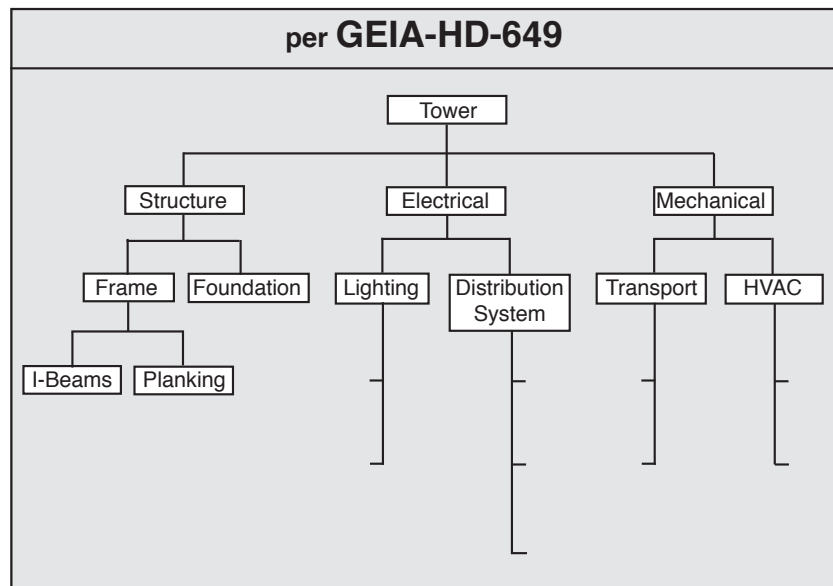 per GEIA-HD-649
Tower
Structure
Electrical
Mechanical
Frame
Foundation
Lighting
Distribution
System
Transport
HVAC
I-Beams
Planking